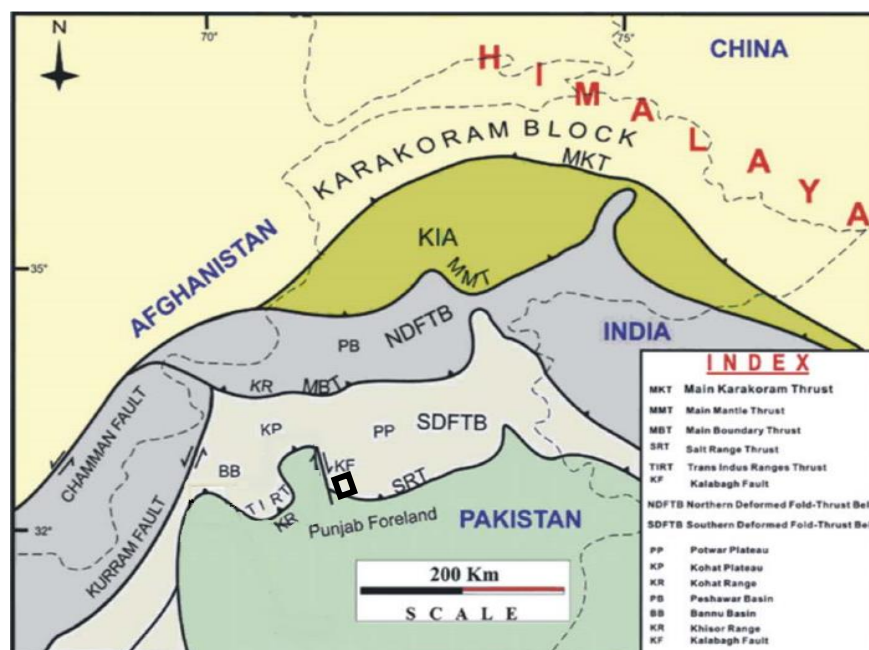 N
70°
75°
CHINA
HIMALAYA
KARAKORAM BLOCK
MKT
KIA
MMT
35°
AFGHANISTAN
NDFTB
PB
INDIA
KR
MBT
CHAMMAN FAULT
KP
PP
SDFTB
BB
KF
TIRT
SRT
KR
Punjab Foreland
PAKISTAN
32°
KURRAM FAULT
200 Km
SCALE
INDEX
MKT Main Karakoram Thrust
MMT Main Mantle Thrust
MBT Main Boundary Thrust
SRT Salt Range Thrust
TIRT Trans Indus Ranges Thrust
KF Kalabagh Fault
NDFTB Northern Deformed Fold-Thrust Bel
SDFTB Southern Deformed Fold-Thrust Bel
PP Potwar Plateau
KP Kohat Plateau
KR Kohat Range
PB Peshawar Basin
BB Bannu Basin
KR Khisor Range
KF Kalabagh Fault